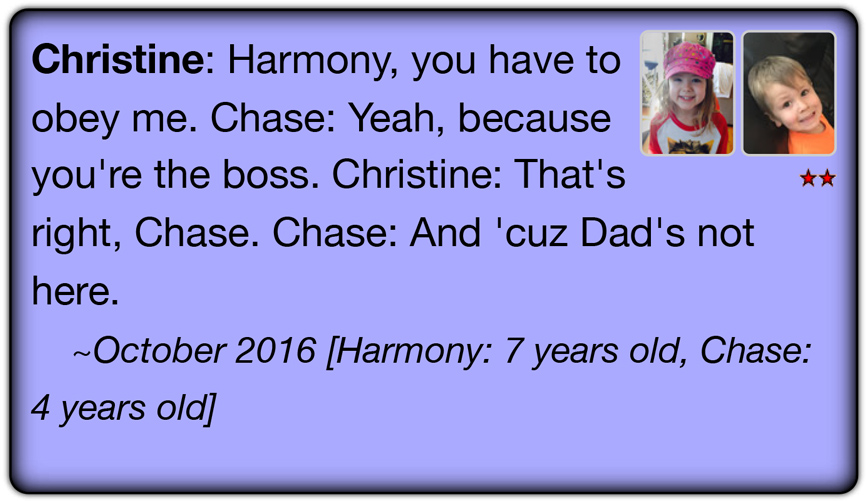 Christine: Harmony, you have to
obey me. Chase: Yeah, because
you're the boss. Christine: That's
right, Chase. Chase: And 'cuz Dad's not
here.
~October 2016 [Harmony: 7 years old, Chase:
4 years old]